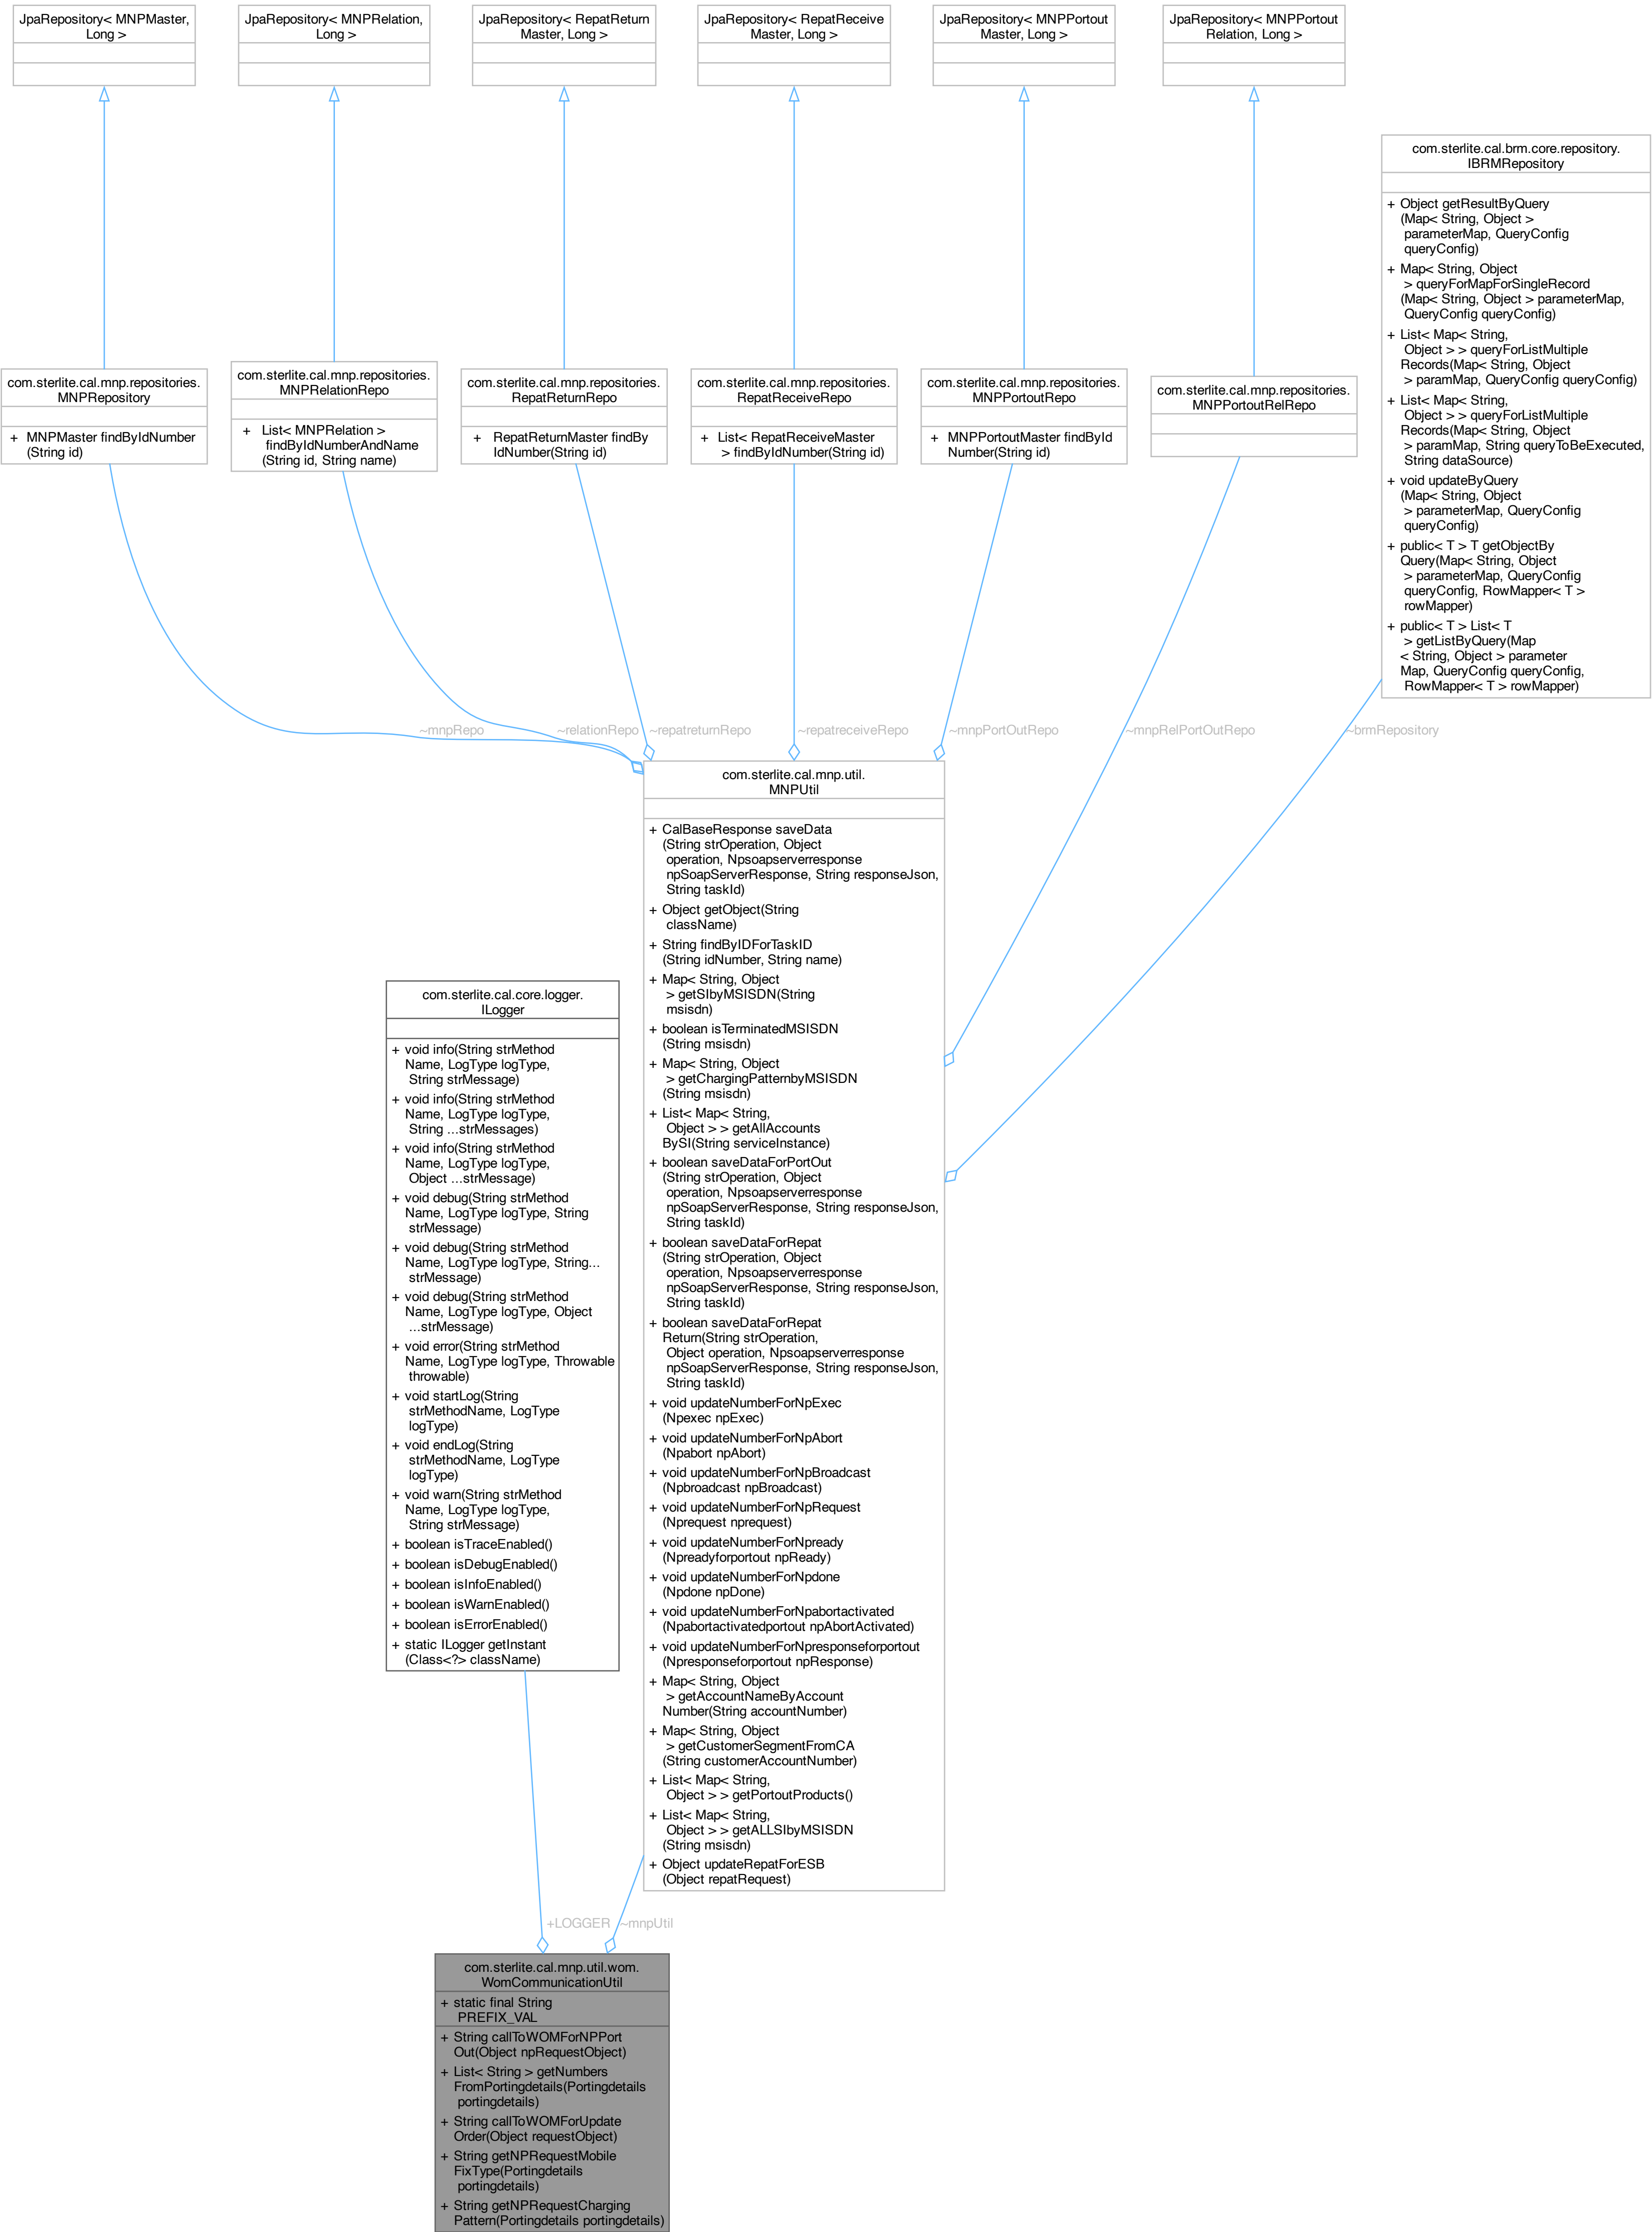 JpaRepository< MNPMaster,
Long >
JpaRepository< MNPRelation,
Long >
JpaRepository< RepatReturn
Master, Long >
JpaRepository< RepatReceive
Master, Long >
JpaRepository< MNPPortout
Master, Long >
JpaRepository< MNPPortout
Relation, Long >
com.sterlite.cal.brm.core.repository.
IBRMRepository
+ Object getResultByQuery
(Map< String, Object >
parameterMap, QueryConfig
queryConfig)
+ Map< String, Object
> queryForMapForSingleRecord
(Map< String, Object > parameterMap,
QueryConfig queryConfig)
+ List< Map< String,
Object > > queryForListMultiple
Records(Map< String, Object
> paramMap, QueryConfig queryConfig)
+ List< Map< String,
Object > > queryForListMultiple
Records(Map< String, Object
> paramMap, String queryToBeExecuted,
String dataSource)
+ void updateByQuery
(Map< String, Object
> parameterMap, QueryConfig
queryConfig)
+ public< T > T getObjectBy
Query(Map< String, Object
> parameterMap, QueryConfig
queryConfig, RowMapper< T >
rowMapper)
+ public< T > List< T
> getListByQuery(Map
< String, Object > parameter
Map, QueryConfig queryConfig,
RowMapper< T > rowMapper)
com.sterlite.cal.mnp.repositories.
MNPRepository
+ MNPMaster findByIdNumber
(String id)
com.sterlite.cal.mnp.repositories.
MNPRelationRepo
+ List< MNPRelation >
findByIdNumberAndName
(String id, String name)
com.sterlite.cal.mnp.repositories.
RepatReturnRepo
+ RepatReturnMaster findBy
IdNumber(String id)
com.sterlite.cal.mnp.repositories.
RepatReceiveRepo
+ List< RepatReceiveMaster
> findByIdNumber(String id)
com.sterlite.cal.mnp.repositories.
MNPPortoutRepo
+ MNPPortoutMaster findById
Number(String id)
com.sterlite.cal.mnp.repositories.
MNPPortoutRelRepo
~mnpRepo
~relationRepo
~repatreturnRepo
~repatreceiveRepo
~mnpPortOutRepo
~mnpRelPortOutRepo
~brmRepository
com.sterlite.cal.mnp.util.
MNPUtil
+ CalBaseResponse saveData
(String strOperation, Object
operation, Npsoapserverresponse
npSoapServerResponse, String responseJson,
String taskId)
+ Object getObject(String
className)
+ String findByIDForTaskID
(String idNumber, String name)
+ Map< String, Object
> getSIbyMSISDN(String
msisdn)
+ boolean isTerminatedMSISDN
(String msisdn)
+ Map< String, Object
> getChargingPatternbyMSISDN
(String msisdn)
+ List< Map< String,
Object > > getAllAccounts
BySI(String serviceInstance)
+ boolean saveDataForPortOut
(String strOperation, Object
operation, Npsoapserverresponse
npSoapServerResponse, String responseJson,
String taskId)
+ boolean saveDataForRepat
(String strOperation, Object
operation, Npsoapserverresponse
npSoapServerResponse, String responseJson,
String taskId)
+ boolean saveDataForRepat
Return(String strOperation,
Object operation, Npsoapserverresponse
npSoapServerResponse, String responseJson,
String taskId)
+ void updateNumberForNpExec
(Npexec npExec)
+ void updateNumberForNpAbort
(Npabort npAbort)
+ void updateNumberForNpBroadcast
(Npbroadcast npBroadcast)
+ void updateNumberForNpRequest
(Nprequest nprequest)
+ void updateNumberForNpready
(Npreadyforportout npReady)
+ void updateNumberForNpdone
(Npdone npDone)
+ void updateNumberForNpabortactivated
(Npabortactivatedportout npAbortActivated)
+ void updateNumberForNpresponseforportout
(Npresponseforportout npResponse)
+ Map< String, Object
> getAccountNameByAccount
Number(String accountNumber)
+ Map< String, Object
> getCustomerSegmentFromCA
(String customerAccountNumber)
+ List< Map< String,
Object > > getPortoutProducts()
+ List< Map< String,
Object > > getALLSIbyMSISDN
(String msisdn)
+ Object updateRepatForESB
(Object repatRequest)
com.sterlite.cal.core.logger.
ILogger
+ void info(String strMethod
Name, LogType logType,
String strMessage)
+ void info(String strMethod
Name, LogType logType,
String ...strMessages)
+ void info(String strMethod
Name, LogType logType,
Object ...strMessage)
+ void debug(String strMethod
Name, LogType logType, String
strMessage)
+ void debug(String strMethod
Name, LogType logType, String...
strMessage)
+ void debug(String strMethod
Name, LogType logType, Object
...strMessage)
+ void error(String strMethod
Name, LogType logType, Throwable
throwable)
+ void startLog(String
strMethodName, LogType
logType)
+ void endLog(String
strMethodName, LogType
logType)
+ void warn(String strMethod
Name, LogType logType,
String strMessage)
+ boolean isTraceEnabled()
+ boolean isDebugEnabled()
+ boolean isInfoEnabled()
+ boolean isWarnEnabled()
+ boolean isErrorEnabled()
+ static ILogger getInstant
(Class<?> className)
+LOGGER
~mnpUtil
com.sterlite.cal.mnp.util.wom.
WomCommunicationUtil
+ static final String
PREFIX_VAL
+ String callToWOMForNPPort
Out(Object npRequestObject)
+ List< String > getNumbers
FromPortingdetails(Portingdetails
portingdetails)
+ String callToWOMForUpdate
Order(Object requestObject)
+ String getNPRequestMobile
FixType(Portingdetails
portingdetails)
+ String getNPRequestCharging
Pattern(Portingdetails portingdetails)